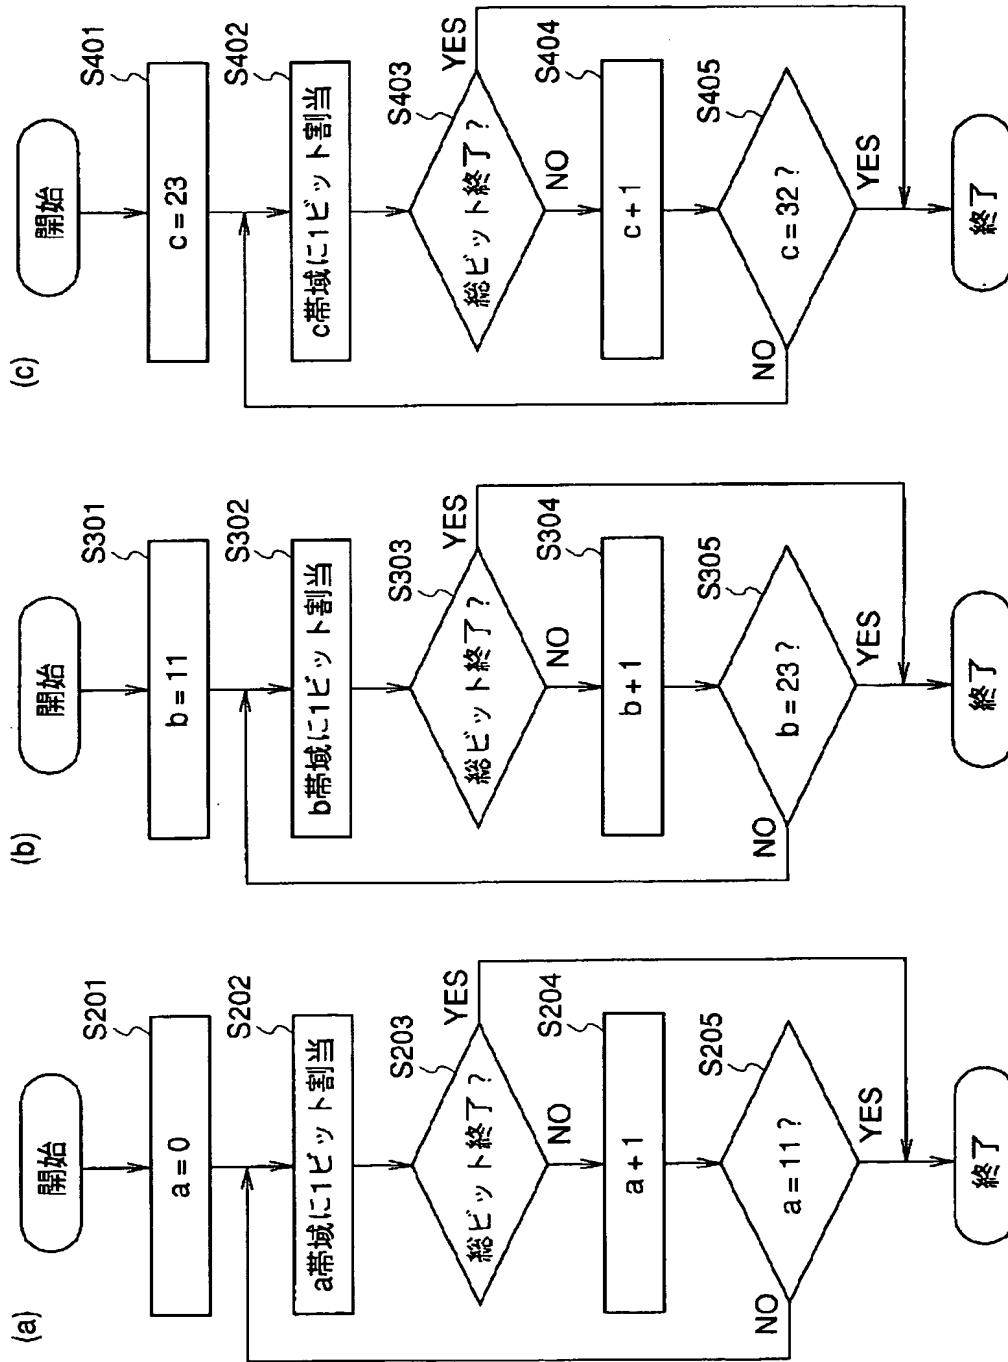 (a)
開始
a = 0
S201
a帯域に1ビット割当
S202
総ビット終了?
S203
YES
NO
a + 1
S204
a = 11 ?
S205
NO
YES
終了
(b)
開始
b = 11
S301
b帯域に1ビット割当
S302
総ビット終了?
S303
YES
NO
b + 1
S304
b = 23 ?
S305
NO
YES
終了
(c)
開始
c = 23
S401
c帯域に1ビット割当
S402
総ビット終了?
S403
YES
NO
c + 1
S404
c = 32 ?
S405
NO
YES
終了